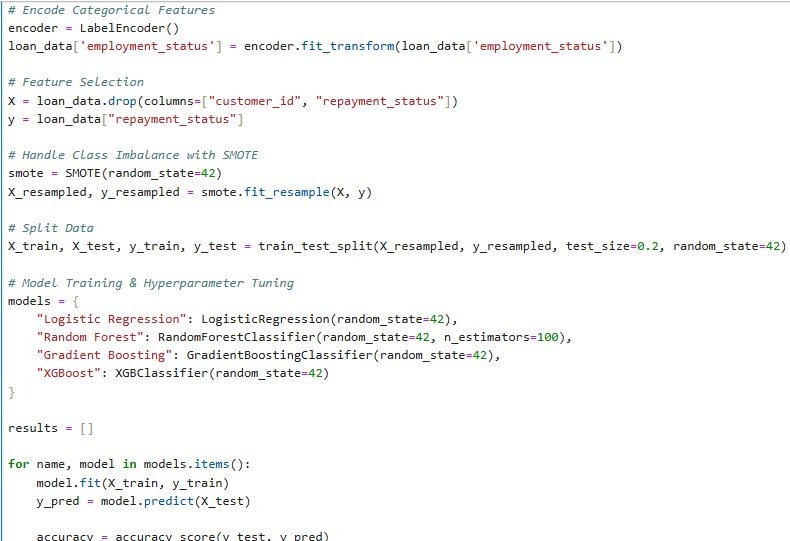 # Encode Categorical Features
encoder = LabelEncoder()
loan_data['employment_status'] = encoder.fit_transform(loan_data['employment_status'])
# Feature Selection
X = loan_data.drop(columns=["customer_id", "repayment_status"])
y = loan_data["repayment_status"]
# Handle Class Imbalance with SMOTE
smote = SMOTE(random_state=42)
X_resampled, y_resampled = smote.fit_resample(X, y)
# Split Data
X_train, X_test, y_train, y_test = train_test_split(X_resampled, y_resampled, test_size=0.2, random_state=42)
# Model Training & Hyperparameter Tuning
models = {
    "Logistic Regression": LogisticRegression(random_state=42),
    "Random Forest": RandomForestClassifier(random_state=42, n_estimators=100),
    "Gradient Boosting": GradientBoostingClassifier(random_state=42),
    "XGBoost": XGBClassifier(random_state=42)
}
results = []
for name, model in models.items():
    model.fit(X_train, y_train)
    y_pred = model.predict(X_test)
    accuracy = accuracy_score(y_test, y_pred)